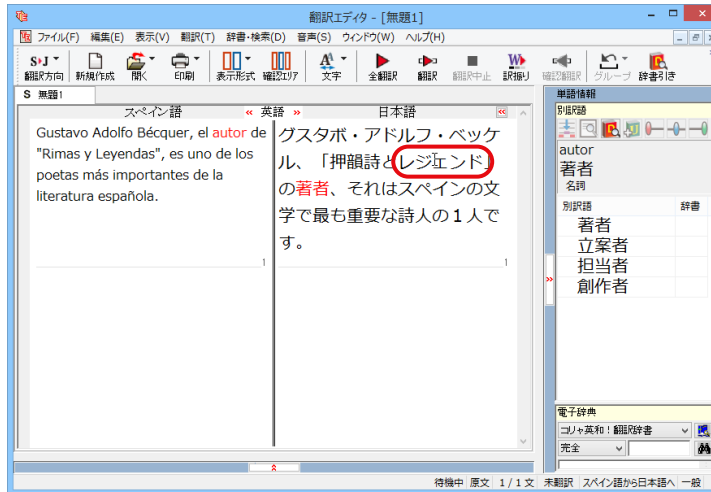 翻訳エディタ - [無題1]
ファイル(F) 編集(E) 表示(V) 翻訳(T) 辞書・検索(D) 音声(S) ウィンドウ(W) ヘルプ(H)
S›J
翻訳方向 新規作成 開く 印刷 表示形式 確認エリア 文字 全翻訳 翻訳 翻訳中止 訳振り 確認翻訳 グループ 辞書引き
S 無題1
スペイン語 « 英語 » 日本語 «
Gustavo Adolfo Bécquer, el autor de
"Rimas y Leyendas", es uno de los
poetas más importantes de la
literatura española.
1
グスタボ・アドルフ・ベッケ
ル、「押韻詩とレジェンド」
の著者、それはスペインの文
学で最も重要な詩人の１人で
す。
1
単語情報
別訳語
autor
著者
名詞
別訳語 辞書
著者
立案者
担当者
創作者
電子辞典
コリャ英和！翻訳辞書
完全
待機中 原文 1 / 1 文 未翻訳 スペイン語から日本語へ 一般